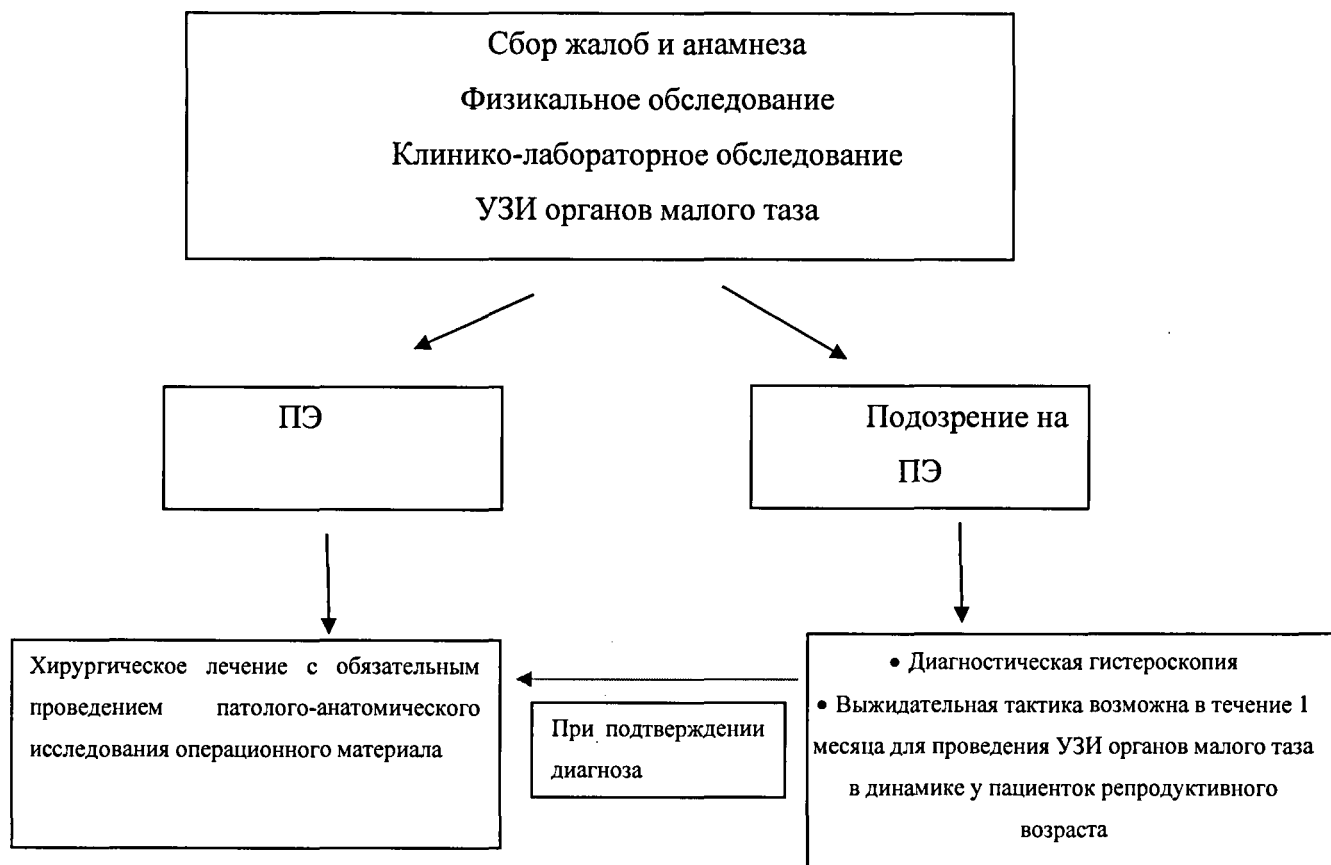 Сбор жалоб и анамнеза
Физикальное обследование
Клинико-лабораторное обследование
УЗИ органов малого таза
ПЭ
Подозрение на
ПЭ
Хирургическое лечение с обязательным
проведением патолого-анатомического
исследования операционного материала
При подтверждении
диагноза
• Диагностическая гистероскопия
• Выжидательная тактика возможна в течение 1
месяца для проведения УЗИ органов малого таза
в динамике у пациенток репродуктивного
возраста